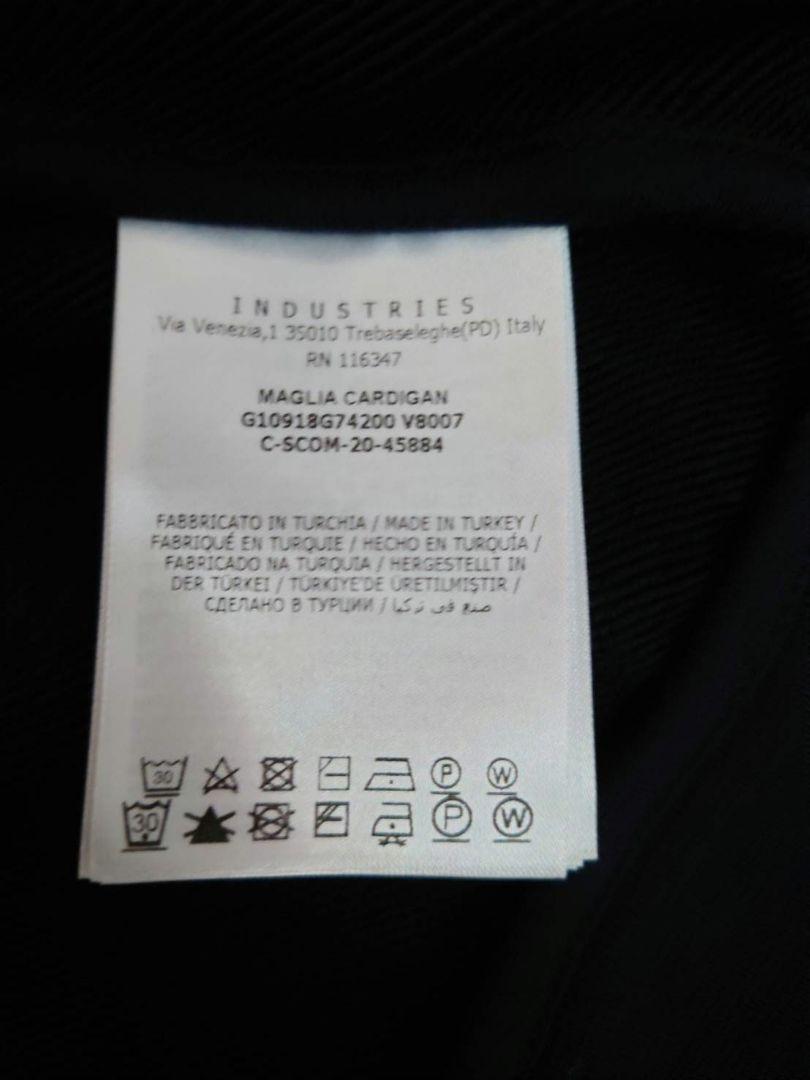 INDUSTRIES
Via Venezia,1 35010 Trebaseleghe(PD) Italy
RN 116347
MAGLIA CARDIGAN
G10918G74200 V8007
C-SCOM-20-45884
FABBRICATO IN TURCHIA / MADE IN TURKEY /
FABRIQUÉ EN TURQUIE / HECHO EN TURQUÍA /
FABRICADO NA TURQUIA / HERGESTELLT IN
DER TÜRKEI / TÜRKIYE'DE ÜRETILMIŞTIR /
СДЕЛАНО В ТУРЦИИ / صنع في تركيا
30 P W
30 P W